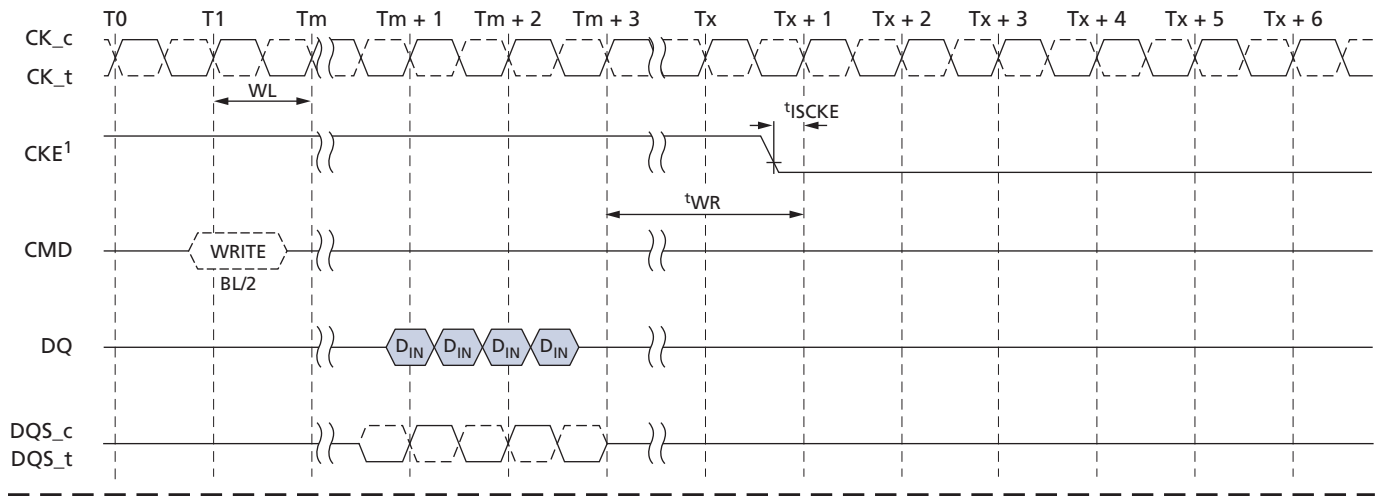 T0 T1 Tm Tm + 1 Tm + 2 Tm + 3 Tx Tx + 1 Tx + 2 Tx + 3 Tx + 4 Tx + 5 Tx + 6
CK_c
CK_t
WL
tISCKE
CKE1
tWR
CMD WRITE
BL/2
DQ DIN DIN DIN DIN
DQS_c
DQS_t